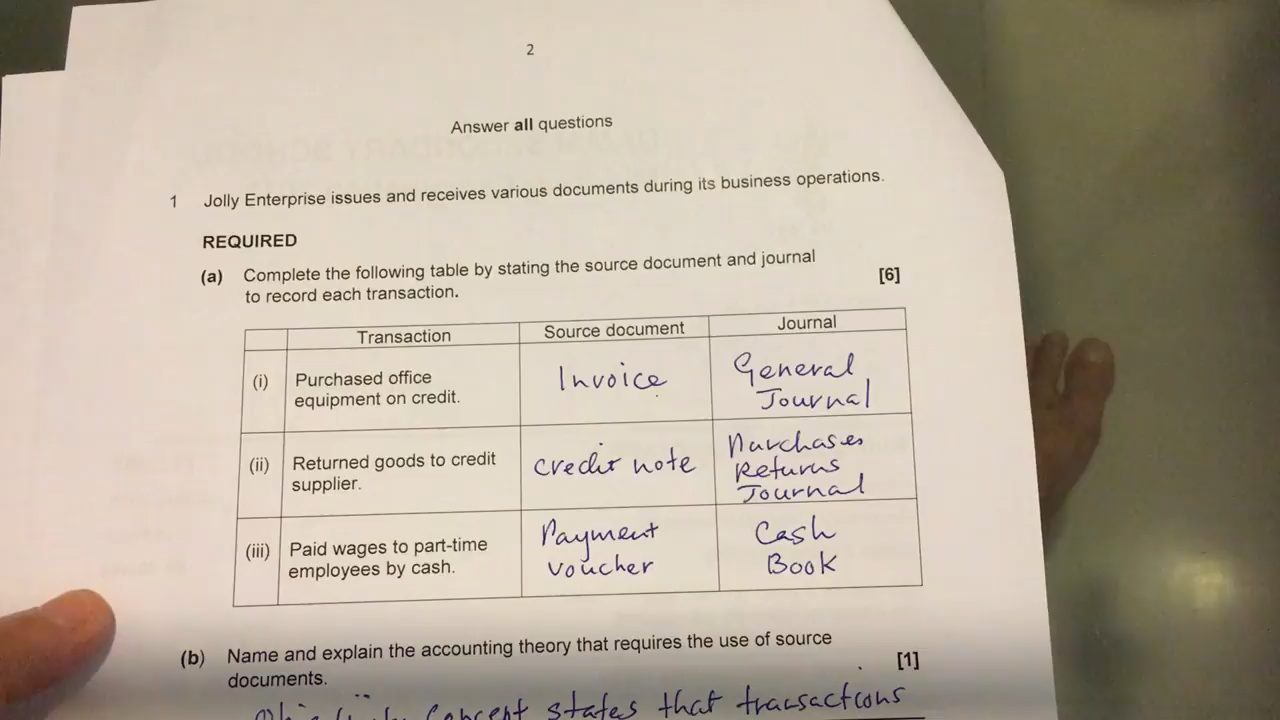 2
Answer all questions
1 Jolly Enterprise issues and receives various documents during its business operations.
REQUIRED
(a) Complete the following table by stating the source document and journal [6]
to record each transaction.
Transaction Source document Journal
(i) Purchased office equipment on credit. Invoice General Journal
(ii) Returned goods to credit supplier. credit note Purchases Returns Journal
(iii) Paid wages to part-time employees by cash. Payment voucher Cash Book
(b) Name and explain the accounting theory that requires the use of source [1]
documents.
concept states that transactions